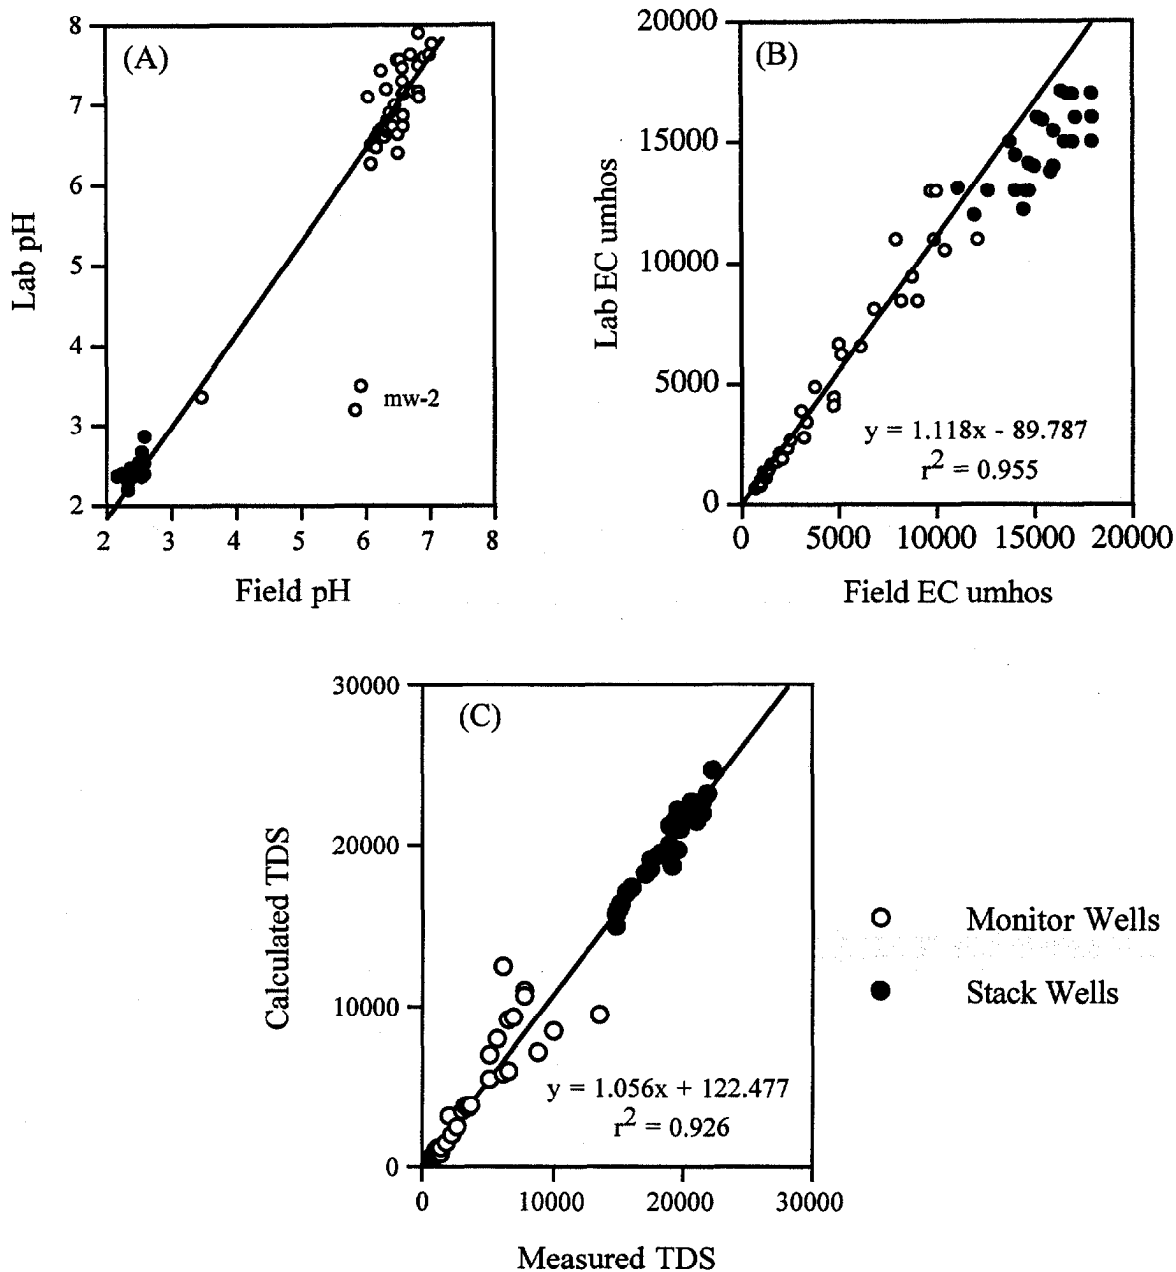 (A)
8
7
6
5
4
3
2
Lab pH
mw-2
2 3 4 5 6 7 8
Field pH
(B)
20000
15000
10000
5000
0
Lab EC umhos
y = 1.118x - 89.787
r2 = 0.955
0 5000 10000 15000 20000
Field EC umhos
(C)
30000
20000
10000
0
Calculated TDS
y = 1.056x + 122.477
r2 = 0.926
0 10000 20000 30000
Measured TDS
Monitor Wells
Stack Wells